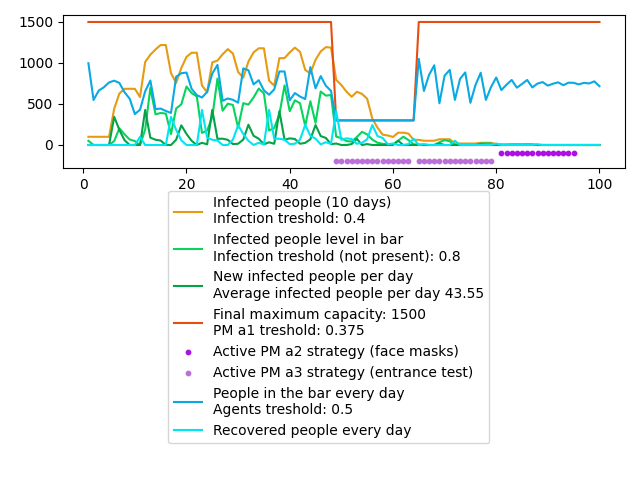 1500
1000
500
0
0 20 40 60 80 100
Infected people (10 days)
Infection treshold: 0.4
Infected people level in bar
Infection treshold (not present): 0.8
New infected people per day
Average infected people per day 43.55
Final maximum capacity: 1500
PM a1 treshold: 0.375
Active PM a2 strategy (face masks)
Active PM a3 strategy (entrance test)
People in the bar every day
Agents treshold: 0.5
Recovered people every day